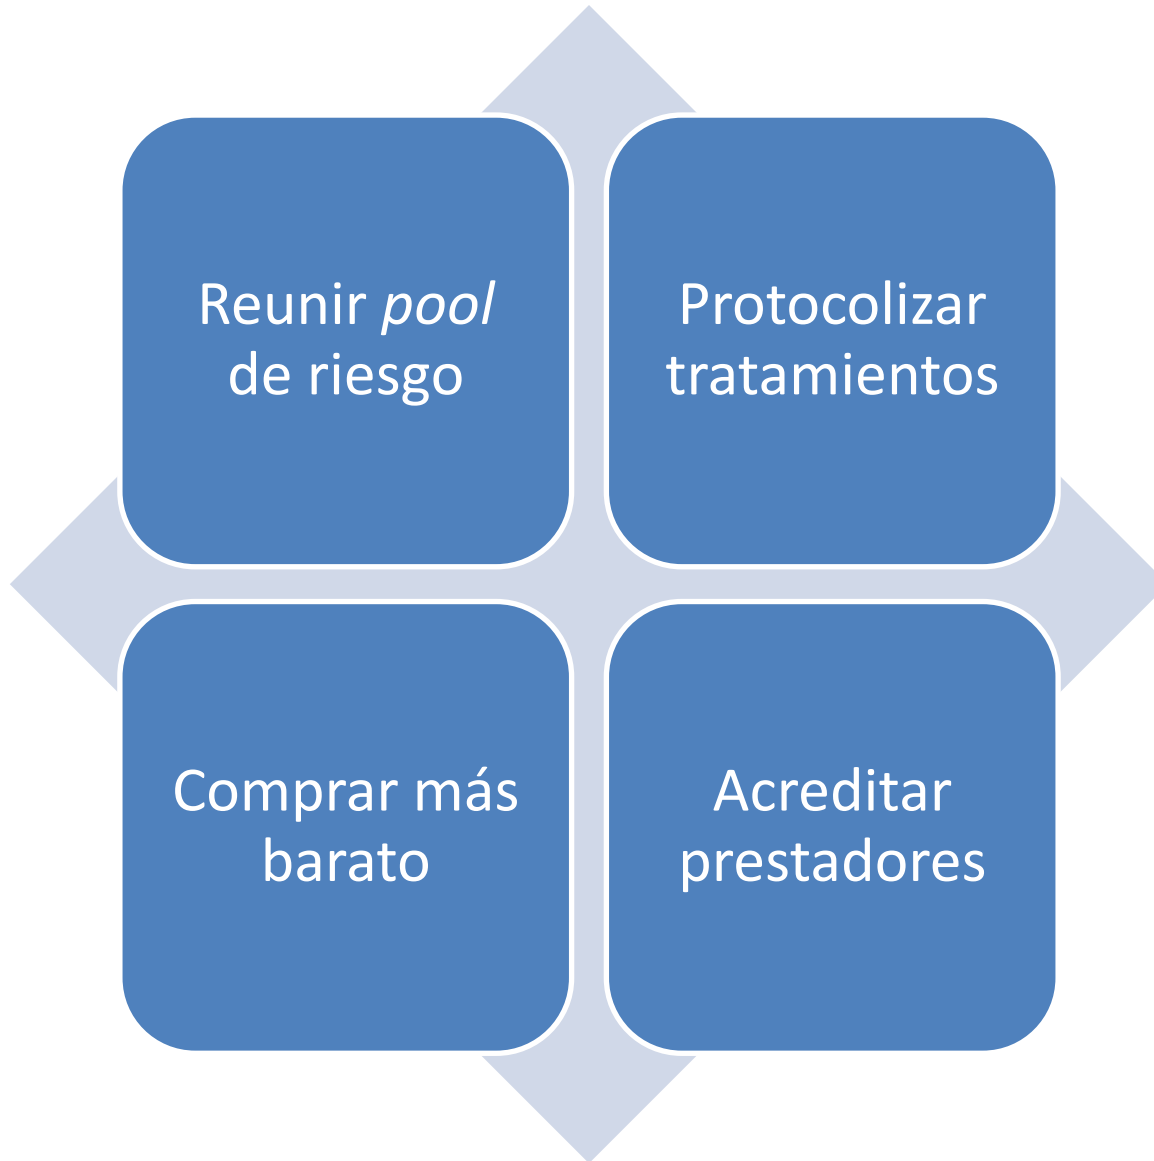 Reunir pool
de riesgo
Protocolizar
tratamientos
Comprar más
barato
Acreditar
prestadores